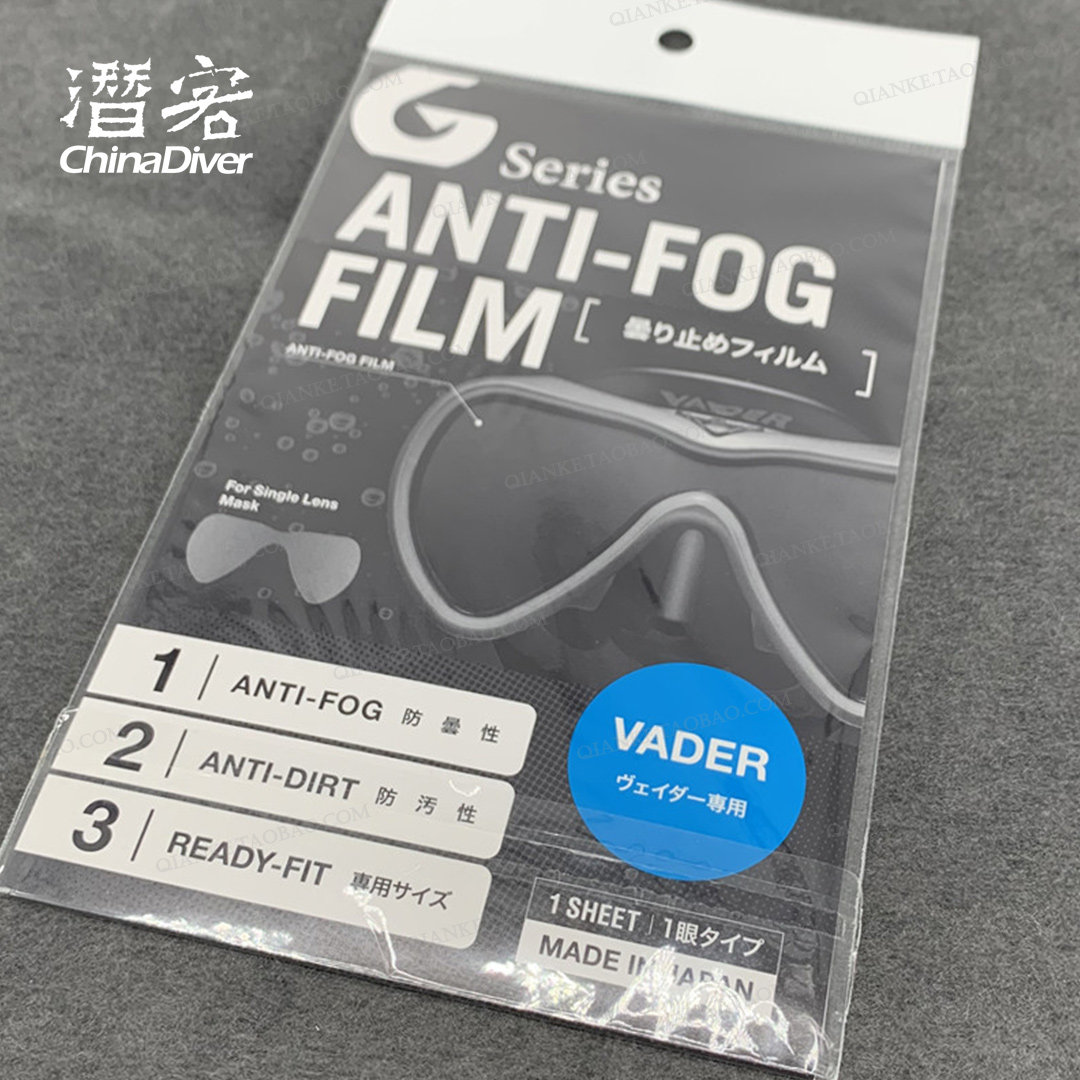 潜客
ChinaDiver
G
Series
ANTI-FOG
FILM
[曇り止めフィルム]
ANTI-FOG FILM
VADER
For Single Lens
Mask
1 | ANTI-FOG 防曇性
2 | ANTI-DIRT 防汚性
3 | READY-FIT 専用サイズ
VADER
ヴェイダー専用
1 SHEET | 1眼タイプ
MADE IN JAPAN
QIANKETAOBAO.COM